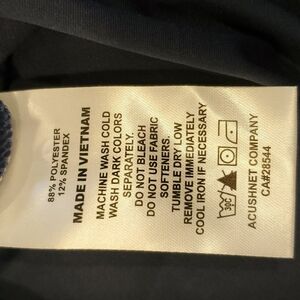 88% POLYESTER
12% SPANDEX
MADE IN VIETNAM
MACHINE WASH COLD
WASH DARK COLORS
SEPARATELY.
DO NOT BLEACH
DO NOT USE FABRIC
SOFTENERS
TUMBLE DRY LOW
REMOVE IMMEDIATELY
COOL IRON IF NECESSARY
30C
ACUSHNET COMPANY
CA#28544